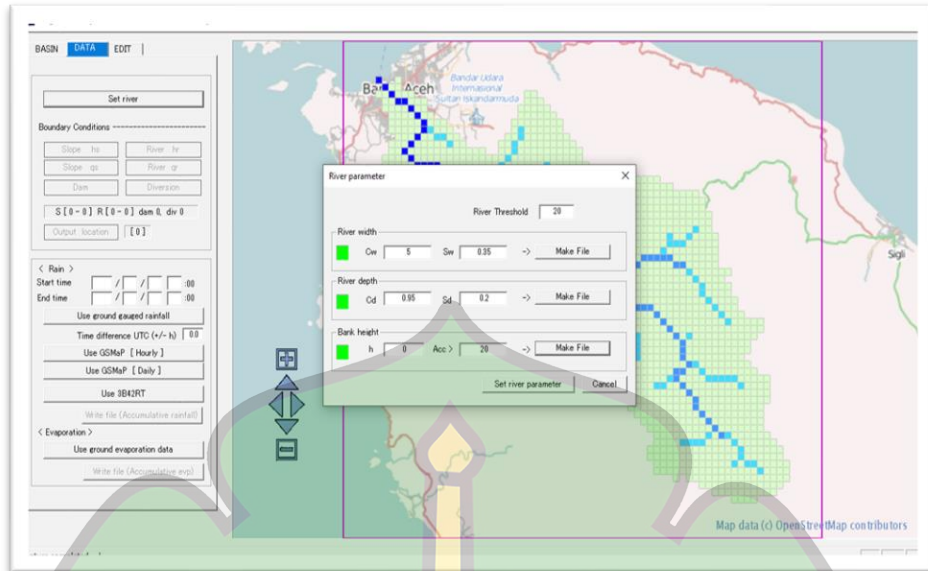 BASIN DATA EDIT
Set river
Boundary Conditions
Slope hs River hr
Slope qs River qr
Dam Diversion
S[0-0] R[0-0] dam 0, div 0
Output location [0]
< Rain >
Start time / / :00
End time / / :00
Use ground gauged rainfall
Time difference UTC (+/- h) 0.0
Use GSMaP [ Hourly ]
Use GSMaP [ Daily ]
Use 3B42RT
Write file (Accumulative rainfall)
< Evaporation >
Use ground evaporation data
Write file (Accumulative evp)
Aceh
Bandar Udara
Internasional
Sultan Iskandarmuda
Sigli
River parameter
River Threshold 20
River width
Cw 5 Sw 0.35 -> Make File
River depth
Cd 0.95 Sd 0.2 -> Make File
Bank height
h 0 Acc > 20 -> Make File
Set river parameter Cancel
Map data (c) OpenStreetMap contributors